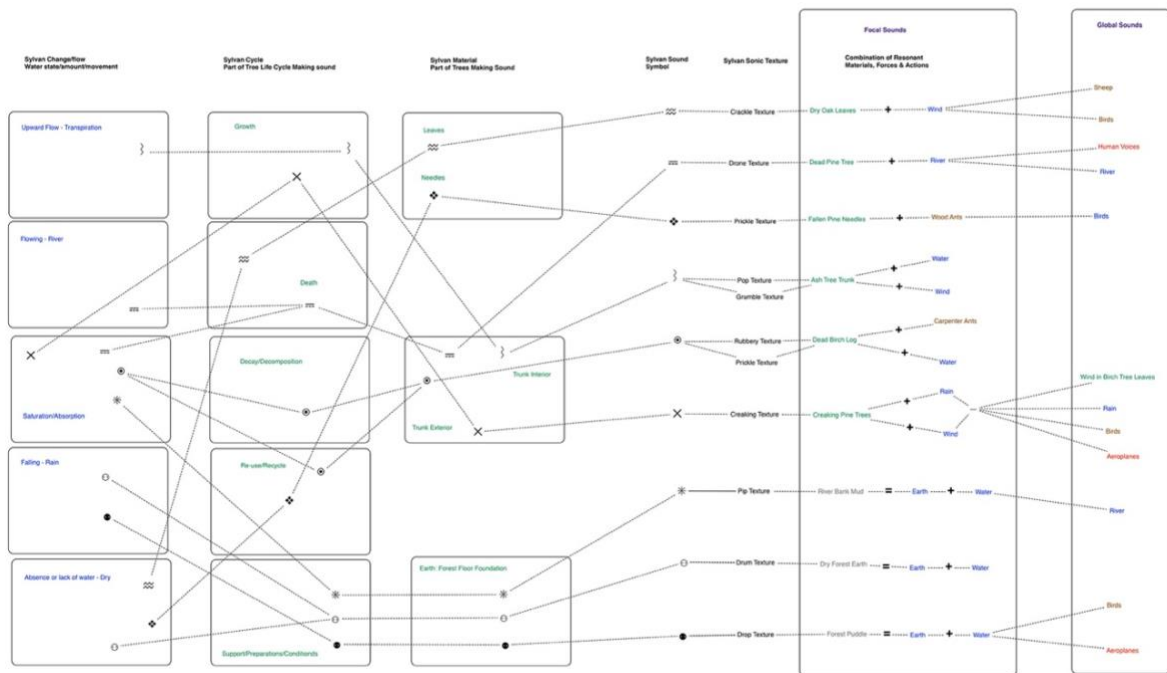 Focal Sounds
Global Sounds
Sylvan Change/flow
Water state/amount/movement
Sylvan Cycle
Part of Tree Life Cycle Making sound
Sylvan Material
Part of Trees Making Sound
Sylvan Sound
Symbol
Sylvan Sonic Texture
Combination of Resonant
Materials, Forces & Actions
Upward Flow - Transpiration
Flowing - River
Saturation/Absorption
Falling - Rain
Absence or lack of water - Dry
Growth
Death
Decay/Decomposition
Re-use/Recycle
Support/Preparations/Conditionds
Leaves
Needles
Trunk Interior
Trunk Exterior
Earth: Forest Floor Foundation
Crackle Texture Dry Oak Leaves + Wind
Sheep
Birds
Drone Texture Dead Pine Tree + River
Human Voices
River
Prickle Texture Fallen Pine Needles + Wood Ants Birds
Pop Texture Ash Tree Trunk + Water
Grumble Texture + Wind
Rubbery Texture Dead Birch Log + Carpenter Ants
Prickle Texture + Water
Creaking Texture Creaking Pine Trees + Rain
+ Wind
Wind in Birch Tree Leaves
Rain
Birds
Aeroplanes
Pip Texture River Bank Mud = Earth + Water
River
Drum Texture Dry Forest Earth = Earth + Water
Drop Texture Forest Puddle = Earth + Water
Birds
Aeroplanes